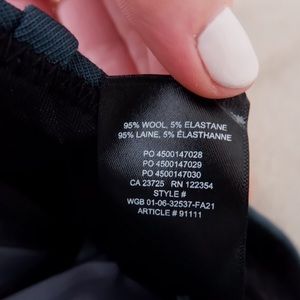 95% WOOL, 5% ELASTANE
95% LAINE, 5% ÉLASTHANNE
PO 4500147028
PO 4500147029
PO 4500147030
CA 23725 RN 122354
STYLE #
WGB 01-06-32537-FA21
ARTICLE # 91111